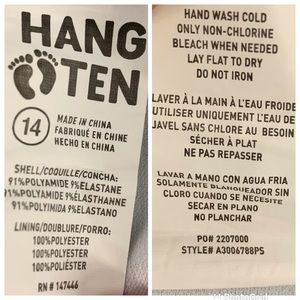 HANG
TEN
14
MADE IN CHINA
FABRIQUÉ EN CHINE
HECHO EN CHINA
SHELL/COQUILLE/CONCHA:
91%POLYAMIDE 9%ELASTANE
91%POLYAMIDE 9%ELASTHANNE
91%POLYIMIDA 9%ELASTANO
LINING/DOUBLURE/FORRO:
100%POLYESTER
100%POLYESTER
100%POLIÉSTER
RN # 147446
HAND WASH COLD
ONLY NON-CHLORINE
BLEACH WHEN NEEDED
LAY FLAT TO DRY
DO NOT IRON
LAVER À LA MAIN À L'EAU FROIDE
UTILISER UNIQUEMENT L'EAU DE
JAVEL SANS CHLORE AU BESOIN
SÉCHER À PLAT
NE PAS REPASSER
LAVAR A MANO CON AGUA FRIA
SOLAMENTE BLANQUEADOR SIN
CLORO CUANDO SE NECESITE
SECAR EN PLANO
NO PLANCHAR
PO# 2207000
STYLE# A3006788PS